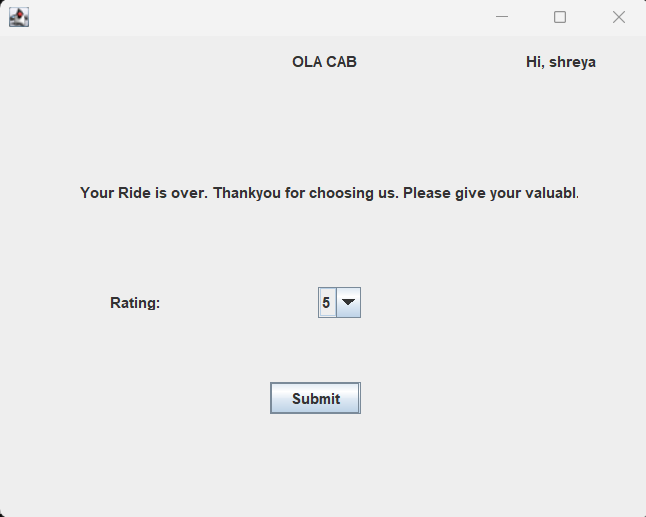 OLA CAB
Hi, shreya
Your Ride is over. Thankyou for choosing us. Please give your valuabl.
Rating:
5
Submit